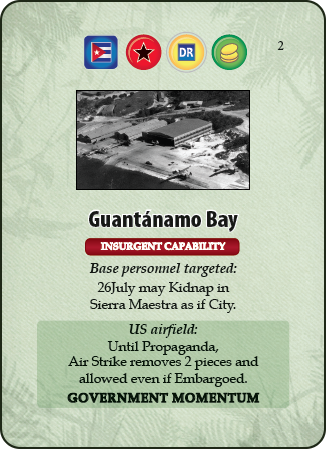 DR
2
Guantánamo Bay
INSURGENT CAPABILITY
Base personnel targeted:
26July may Kidnap in
Sierra Maestra as if City.
US airfield:
Until Propaganda,
Air Strike removes 2 pieces and
allowed even if Embargoed.
GOVERNMENT MOMENTUM